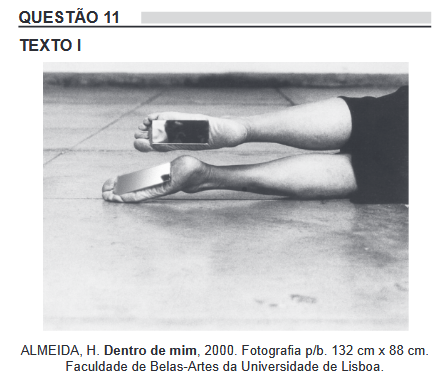 QUESTÃO 11
TEXTO I
ALMEIDA, H. Dentro de mim, 2000. Fotografia p/b. 132 cm x 88 cm.
Faculdade de Belas-Artes da Universidade de Lisboa.